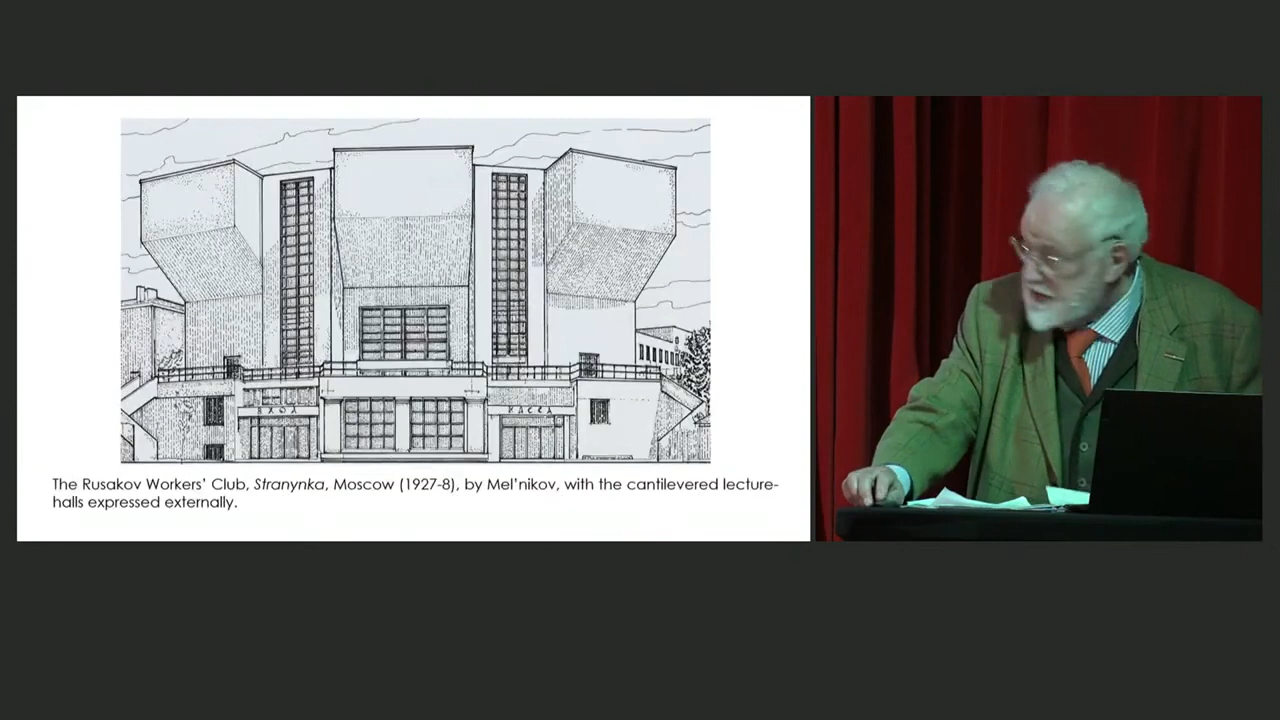 ВХОД
КАССА
The Rusakov Workers' Club, Stranynka, Moscow (1927-8), by Mel'nikov, with the cantilevered lecture-
halls expressed externally.